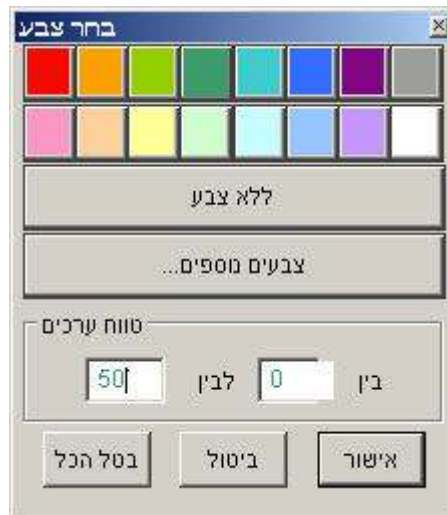 בחר צבע
ללא צבע
צבעים נוספים...
טווח ערכים
בין 0 לבין 50
אישור ביטול בטל הכל